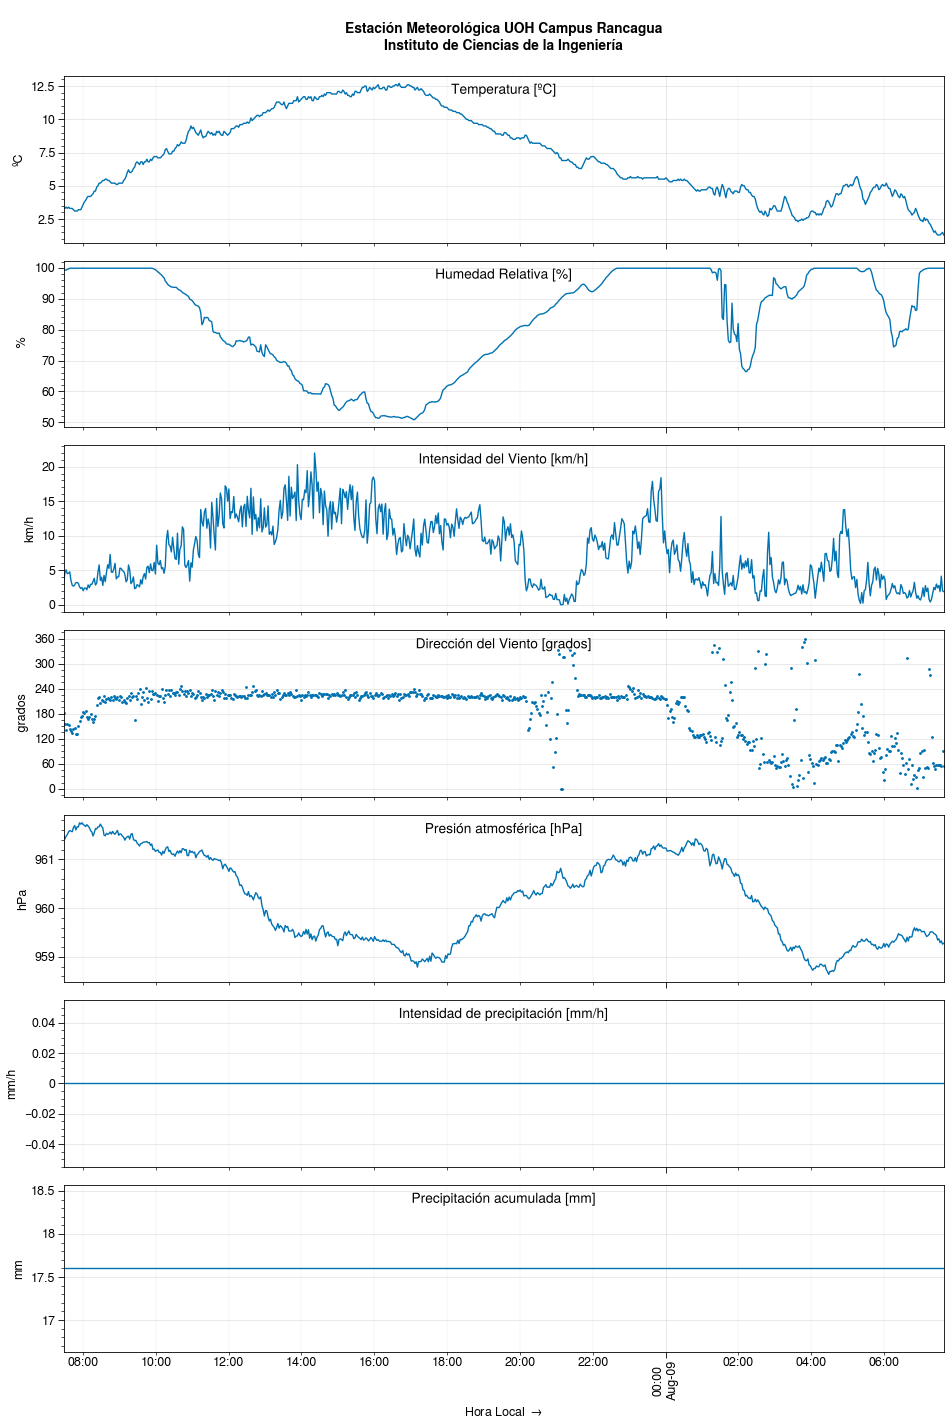 Estación Meteorológica UOH Campus Rancagua
Instituto de Ciencias de la Ingeniería
Temperatura [ºC]
12.5
10
7.5
5
2.5
ºC
Humedad Relativa [%]
100
90
80
70
60
50
%
Intensidad del Viento [km/h]
20
15
10
5
0
km/h
Dirección del Viento [grados]
360
300
240
180
120
60
0
grados
Presión atmosférica [hPa]
961
960
959
hPa
Intensidad de precipitación [mm/h]
0.04
0.02
0
−0.02
−0.04
mm/h
Precipitación acumulada [mm]
18.5
18
17.5
17
mm
08:00 10:00 12:00 14:00 16:00 18:00 20:00 22:00 00:00 02:00 04:00 06:00
Aug-09
Hora Local →